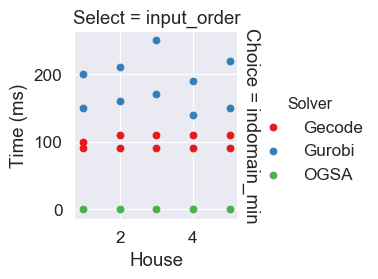 Select = input_order
Choice = indomain_min
Time (ms)
200
100
0
2
4
House
Solver
Gecode
Gurobi
OGSA